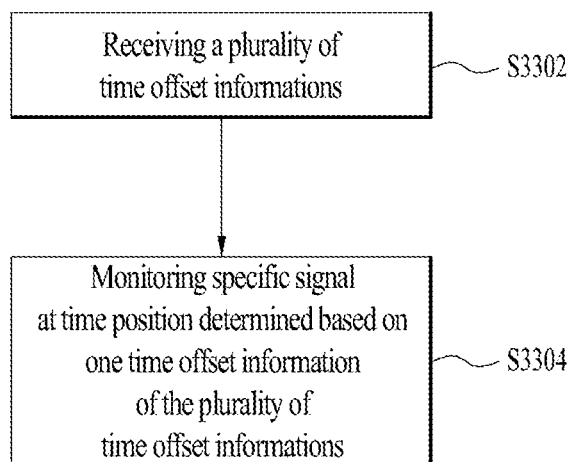 Receiving a plurality of
time offset informations
S3302
Monitoring specific signal
at time position determined based on
one time offset information
of the plurality of
time offset informations
S3304